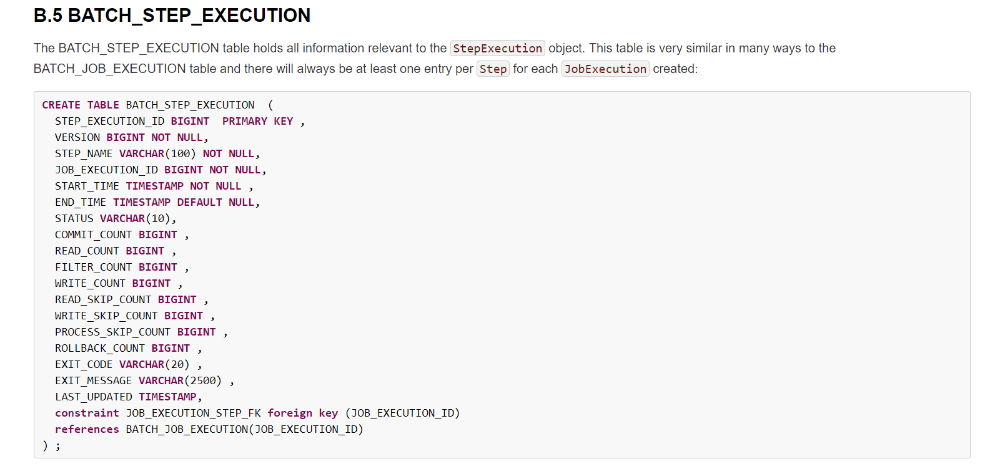 B.5 BATCH_STEP_EXECUTION
The BATCH_STEP_EXECUTION table holds all information relevant to the StepExecution object. This table is very similar in many ways to the
BATCH_JOB_EXECUTION table and there will always be at least one entry per Step for each JobExecution created:
CREATE TABLE BATCH_STEP_EXECUTION  (
  STEP_EXECUTION_ID BIGINT  PRIMARY KEY ,
  VERSION BIGINT NOT NULL,
  STEP_NAME VARCHAR(100) NOT NULL,
  JOB_EXECUTION_ID BIGINT NOT NULL,
  START_TIME TIMESTAMP NOT NULL ,
  END_TIME TIMESTAMP DEFAULT NULL,
  STATUS VARCHAR(10),
  COMMIT_COUNT BIGINT ,
  READ_COUNT BIGINT ,
  FILTER_COUNT BIGINT ,
  WRITE_COUNT BIGINT ,
  READ_SKIP_COUNT BIGINT ,
  WRITE_SKIP_COUNT BIGINT ,
  PROCESS_SKIP_COUNT BIGINT ,
  ROLLBACK_COUNT BIGINT ,
  EXIT_CODE VARCHAR(20) ,
  EXIT_MESSAGE VARCHAR(2500) ,
  LAST_UPDATED TIMESTAMP,
  constraint JOB_EXECUTION_STEP_FK foreign key (JOB_EXECUTION_ID)
  references BATCH_JOB_EXECUTION(JOB_EXECUTION_ID)
) ;